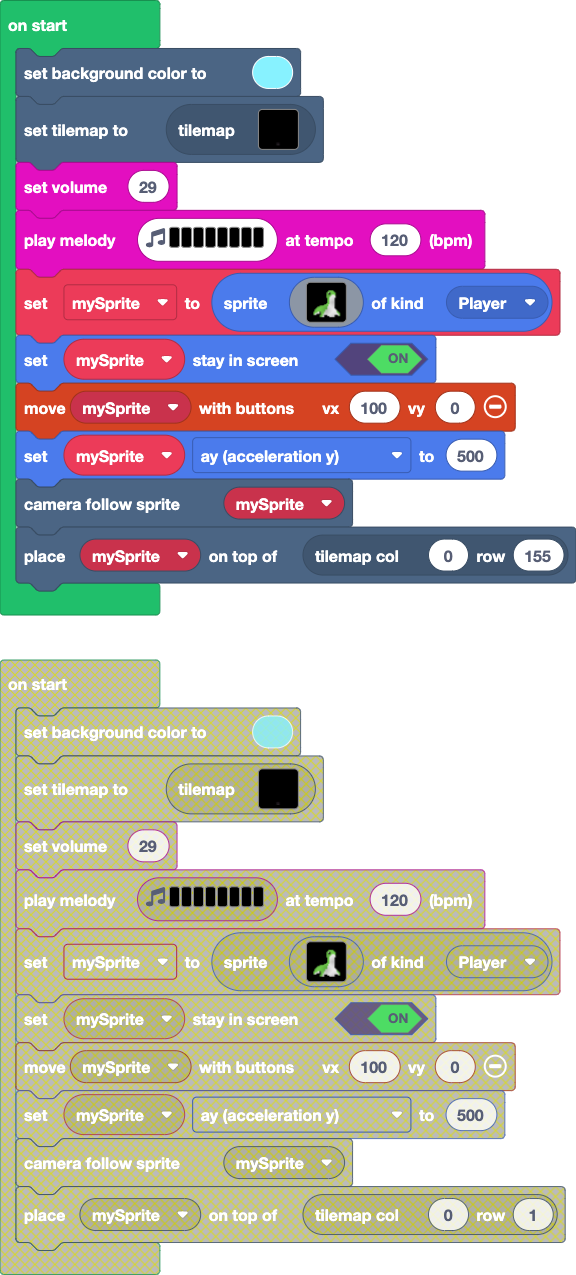 on start
set background color to
set tilemap to tilemap
set volume 29
play melody at tempo 120 (bpm)
set mySprite to sprite of kind Player
set mySprite stay in screen ON
move mySprite with buttons vx 100 vy 0
set mySprite ay (acceleration y) to 500
camera follow sprite mySprite
place mySprite on top of tilemap col 0 row 155
on start
set background color to
set tilemap to tilemap
set volume 29
play melody at tempo 120 (bpm)
set mySprite to sprite of kind Player
set mySprite stay in screen ON
move mySprite with buttons vx 100 vy 0
set mySprite ay (acceleration y) to 500
camera follow sprite mySprite
place mySprite on top of tilemap col 0 row 1